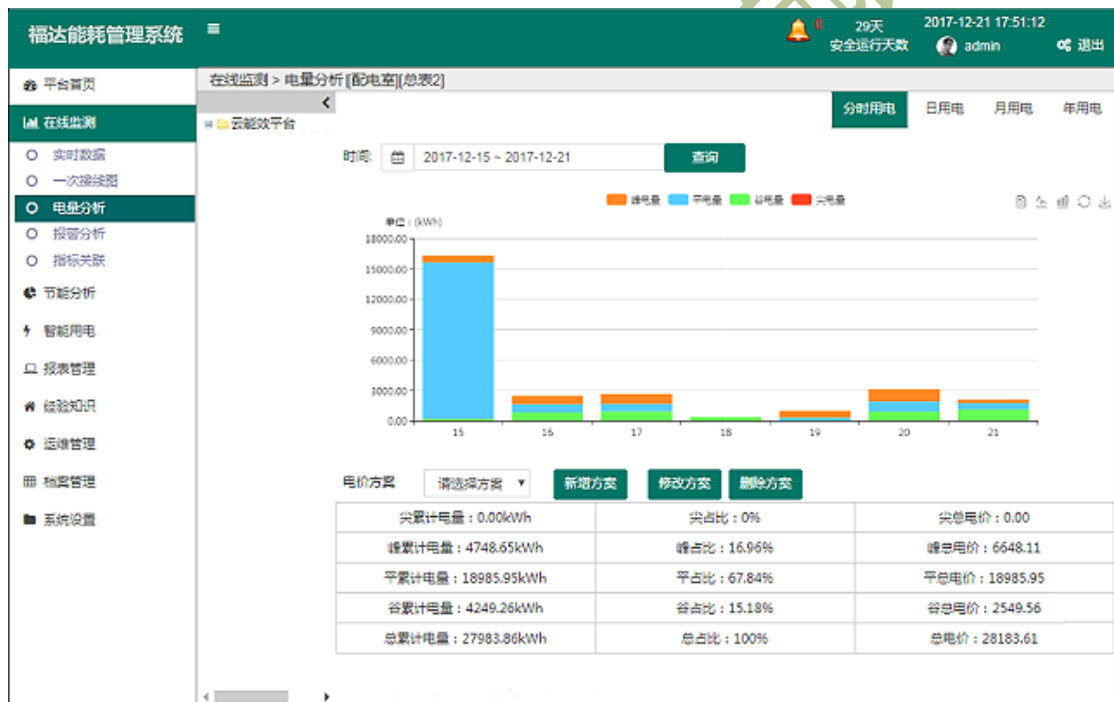 福达能耗管理系统
0
29天
安全运行天数
2017-12-21 17:51:12
admin
退出
平台首页
在线监测
实时数据
一次接线图
电量分析
报警分析
指标关联
节能分析
智能用电
报表管理
经验知识
运维管理
档案管理
系统设置
在线监测 > 电量分析 [[配电室][总表2]
云能效平台
分时用电 日用电 月用电 年用电
时间: 2017-12-15 ~ 2017-12-21 查询
峰电量 平电量 谷电量 尖电量
单位：(kWh)
18000.00
15000.00
12000.00
9000.00
6000.00
3000.00
0.00
15 16 17 18 19 20 21
电价方案 请选择方案 新增方案 修改方案 删除方案
尖累计电量：0.00kWh 尖占比：0% 尖总电价：0.00
峰累计电量：4748.65kWh 峰占比：16.96% 峰总电价：6648.11
平累计电量：18985.95kWh 平占比：67.84% 平总电价：18985.95
谷累计电量：4249.26kWh 谷占比：15.18% 谷总电价：2549.56
总累计电量：27983.86kWh 总占比：100% 总电价：28183.61